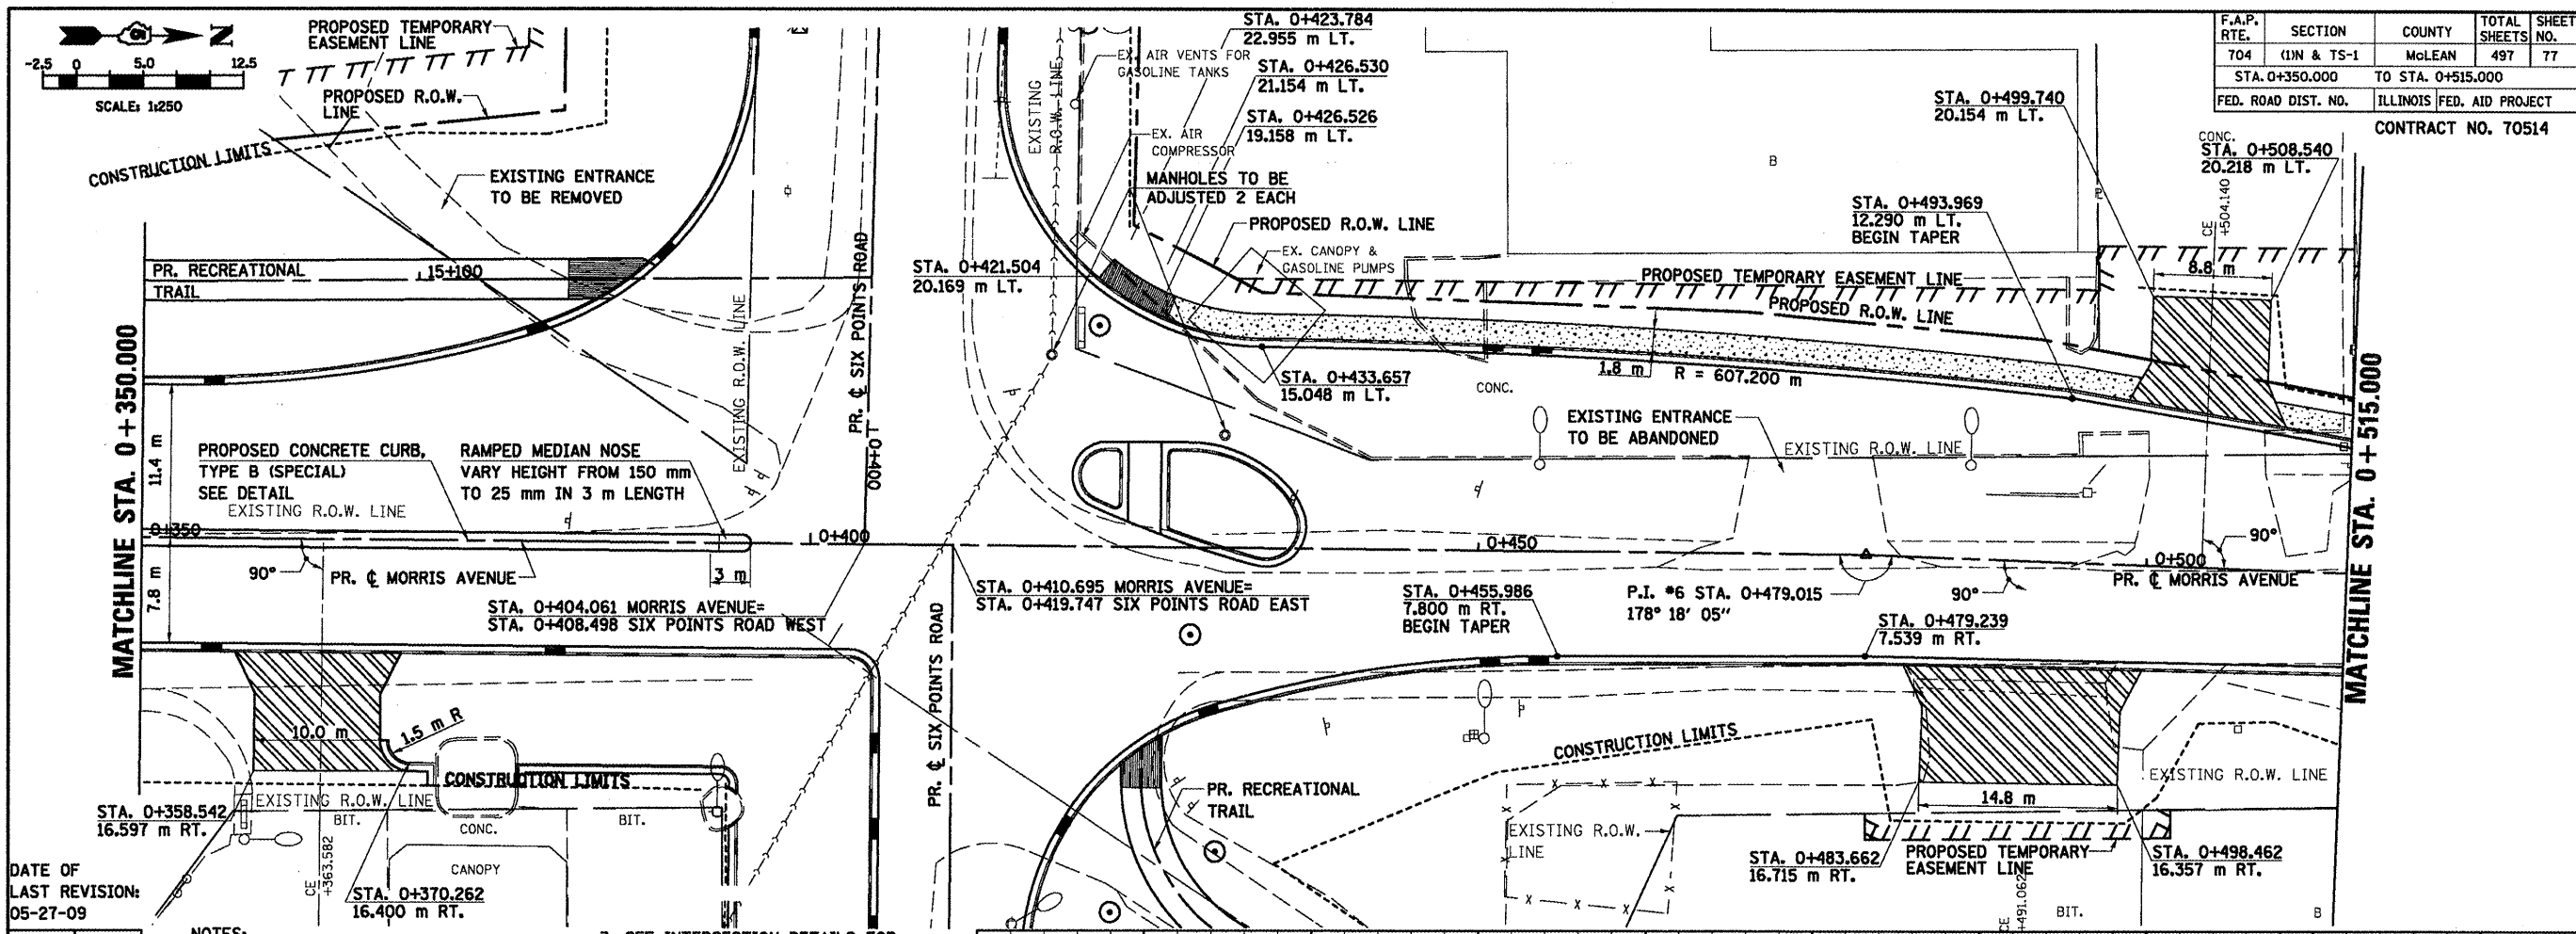 N
-2.5 0 5.0 12.5
SCALE: 1:250
PROPOSED TEMPORARY
EASEMENT LINE
PROPOSED R.O.W.
LINE
CONSTRUCTION LIMITS
EXISTING ENTRANCE
TO BE REMOVED
PR. RECREATIONAL
TRAIL
15+100
EXISTING R.O.W. LINE
PR. ℄ SIX POINTS ROAD
0+400
MATCHLINE STA. 0+350.000
11.4 m
7.8 m
PROPOSED CONCRETE CURB,
TYPE B (SPECIAL)
SEE DETAIL
EXISTING R.O.W. LINE
RAMPED MEDIAN NOSE
VARY HEIGHT FROM 150 mm
TO 25 mm IN 3 m LENGTH
0+350
90°
PR. ℄ MORRIS AVENUE
3 m
0+400
STA. 0+404.061 MORRIS AVENUE=
STA. 0+408.498 SIX POINTS ROAD WEST
10.0 m
1.5 m R
CONSTRUCTION LIMITS
EXISTING R.O.W. LINE
STA. 0+358.542
16.597 m RT.
BIT.
CONC.
BIT.
CANOPY
CE
+363.582
STA. 0+370.262
16.400 m RT.
DATE OF
LAST REVISION:
05-27-09
NOTES:
STA. 0+423.784
22.955 m LT.
EX. AIR VENTS FOR
GASOLINE TANKS
STA. 0+426.530
21.154 m LT.
STA. 0+426.526
19.158 m LT.
EXISTING
R.O.W. LINE
EX. AIR
COMPRESSOR
MANHOLES TO BE
ADJUSTED 2 EACH
PROPOSED R.O.W. LINE
EX. CANOPY &
GASOLINE PUMPS
STA. 0+421.504
20.169 m LT.
STA. 0+433.657
15.048 m LT.
PROPOSED TEMPORARY EASEMENT LINE
PROPOSED R.O.W. LINE
1.8 m
R = 607.200 m
CONC.
B
EXISTING ENTRANCE
TO BE ABANDONED
EXISTING R.O.W. LINE
STA. 0+493.969
12.290 m LT.
BEGIN TAPER
STA. 0+499.740
20.154 m LT.
CONC.
STA. 0+508.540
20.218 m LT.
CE
+504.140
8.8 m
F.A.P.
RTE. SECTION COUNTY TOTAL
SHEETS SHEET
NO.
704 (1)N & TS-1 McLEAN 497 77
STA. 0+350.000 TO STA. 0+515.000
FED. ROAD DIST. NO. ILLINOIS FED. AID PROJECT
CONTRACT NO. 70514
MATCHLINE STA. 0+515.000
0+450
90°
0+500
PR. ℄ MORRIS AVENUE
STA. 0+410.695 MORRIS AVENUE=
STA. 0+419.747 SIX POINTS ROAD EAST
PR. ℄ SIX POINTS ROAD
STA. 0+455.986
7.800 m RT.
BEGIN TAPER
P.I. #6 STA. 0+479.015
178° 18' 05"
90°
STA. 0+479.239
7.539 m RT.
CONSTRUCTION LIMITS
PR. RECREATIONAL
TRAIL
EXISTING R.O.W.
LINE
14.8 m
EXISTING R.O.W. LINE
STA. 0+483.662
16.715 m RT.
PROPOSED TEMPORARY
EASEMENT LINE
STA. 0+498.462
16.357 m RT.
CE
+491.062
BIT.
B